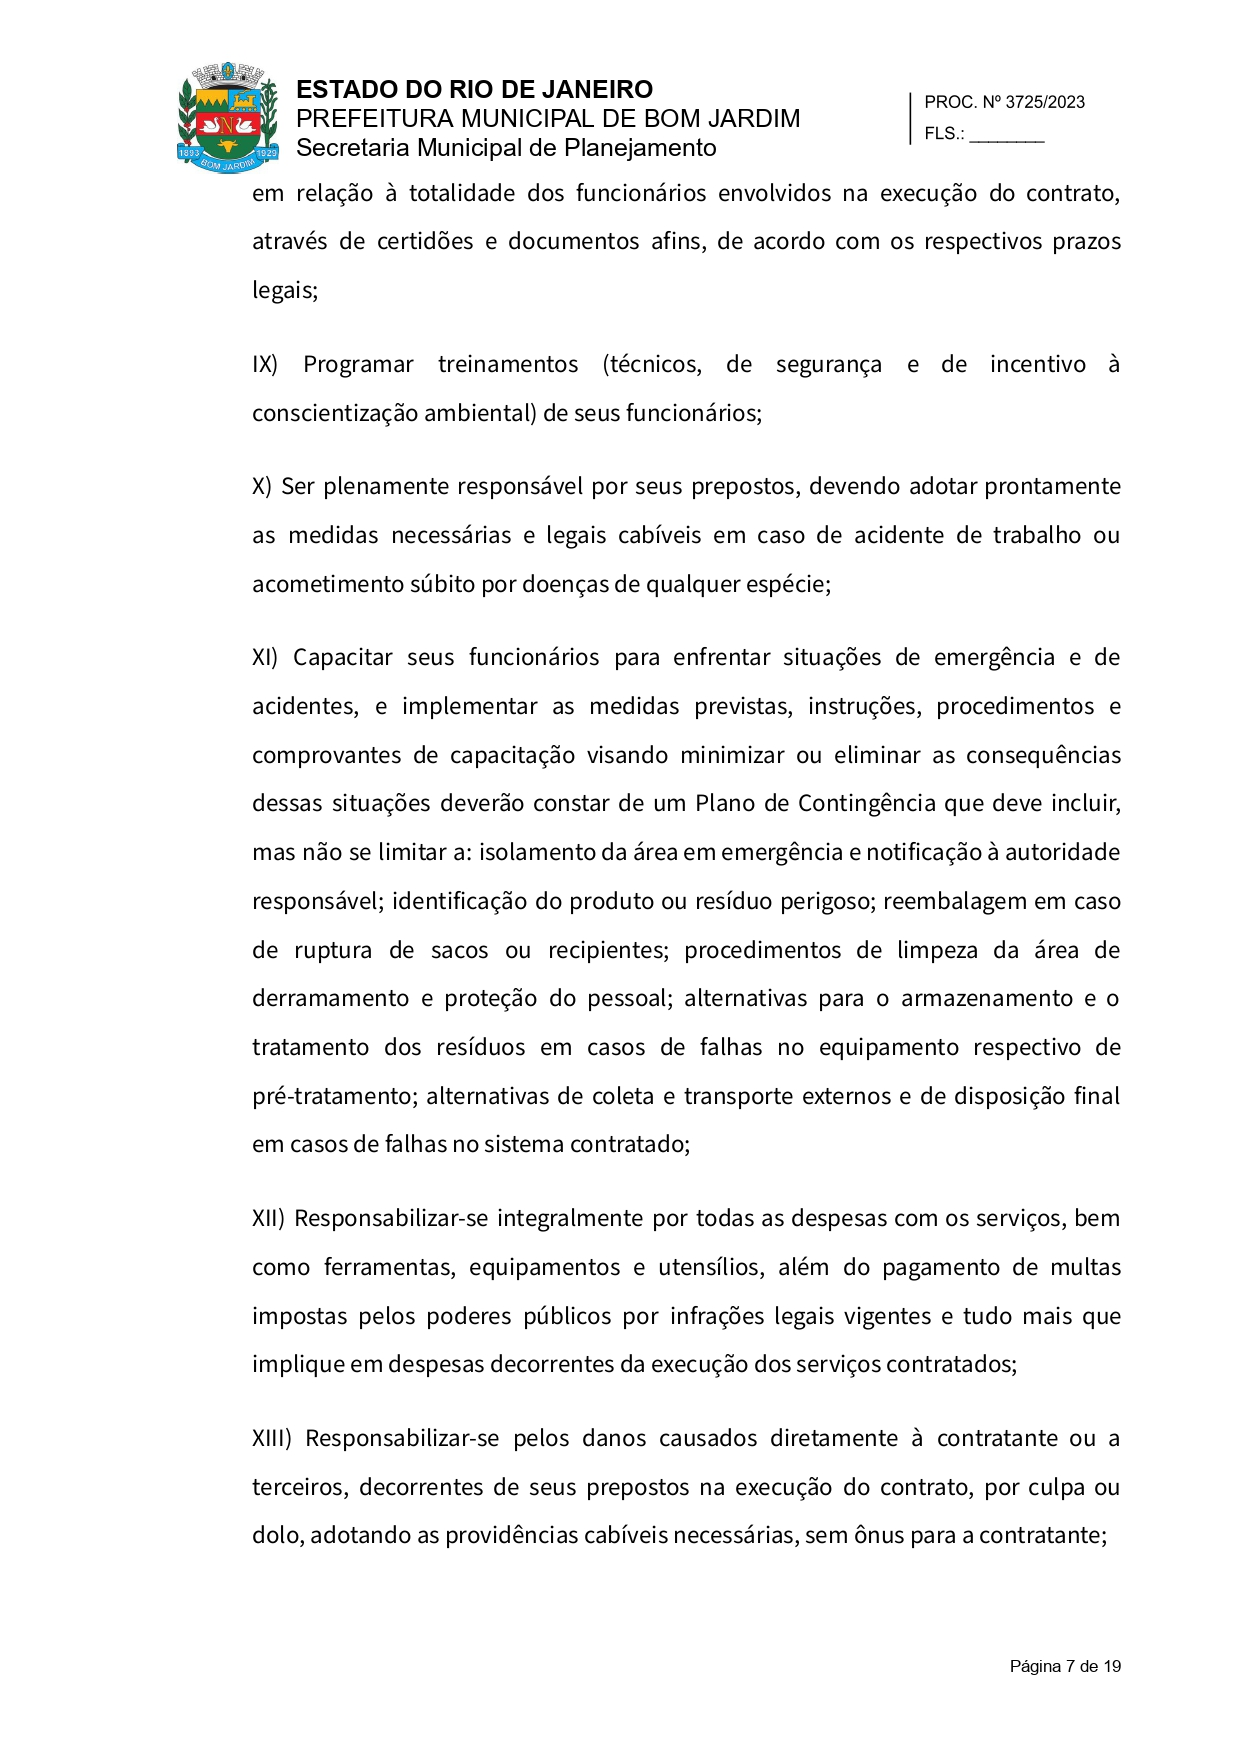 ESTADO DO RIO DE JANEIRO
PREFEITURA MUNICIPAL DE BOM JARDIM
Secretaria Municipal de Planejamento
PROC. Nº 3725/2023
FLS.: ________
1893
1929
BOM JARDIM
N
em relação à totalidade dos funcionários envolvidos na execução do contrato,
através de certidões e documentos afins, de acordo com os respectivos prazos
legais;
IX) Programar treinamentos (técnicos, de segurança e de incentivo à
conscientização ambiental) de seus funcionários;
X) Ser plenamente responsável por seus prepostos, devendo adotar prontamente
as medidas necessárias e legais cabíveis em caso de acidente de trabalho ou
acometimento súbito por doenças de qualquer espécie;
XI) Capacitar seus funcionários para enfrentar situações de emergência e de
acidentes, e implementar as medidas previstas, instruções, procedimentos e
comprovantes de capacitação visando minimizar ou eliminar as consequências
dessas situações deverão constar de um Plano de Contingência que deve incluir,
mas não se limitar a: isolamento da área em emergência e notificação à autoridade
responsável; identificação do produto ou resíduo perigoso; reembalagem em caso
de ruptura de sacos ou recipientes; procedimentos de limpeza da área de
derramamento e proteção do pessoal; alternativas para o armazenamento e o
tratamento dos resíduos em casos de falhas no equipamento respectivo de
pré-tratamento; alternativas de coleta e transporte externos e de disposição final
em casos de falhas no sistema contratado;
XII) Responsabilizar-se integralmente por todas as despesas com os serviços, bem
como ferramentas, equipamentos e utensílios, além do pagamento de multas
impostas pelos poderes públicos por infrações legais vigentes e tudo mais que
implique em despesas decorrentes da execução dos serviços contratados;
XIII) Responsabilizar-se pelos danos causados diretamente à contratante ou a
terceiros, decorrentes de seus prepostos na execução do contrato, por culpa ou
dolo, adotando as providências cabíveis necessárias, sem ônus para a contratante;
Página 7 de 19